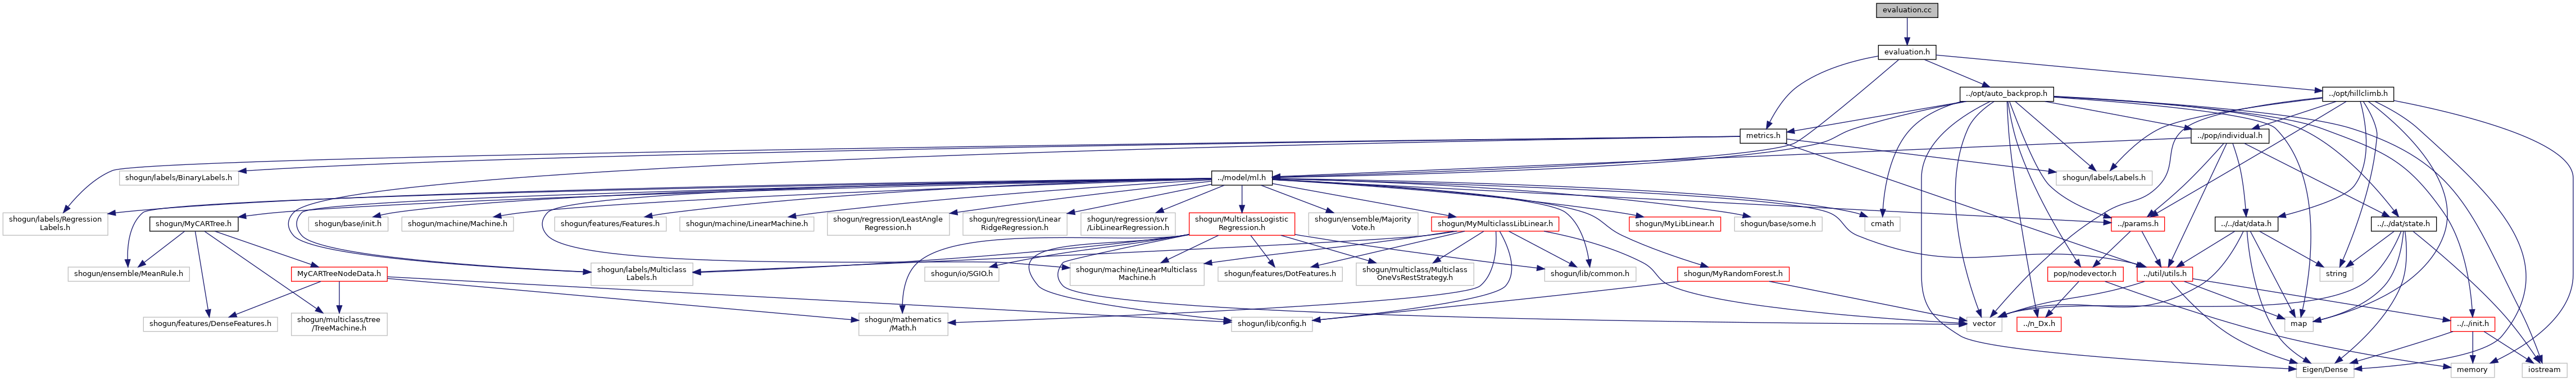 evaluation.cc
evaluation.h
../opt/auto_backprop.h
../opt/hillclimb.h
metrics.h
../pop/individual.h
shogun/labels/BinaryLabels.h
../model/ml.h
shogun/labels/Labels.h
shogun/labels/Regression
Labels.h
shogun/MyCARTree.h
shogun/base/init.h
shogun/machine/Machine.h
shogun/features/Features.h
shogun/machine/LinearMachine.h
shogun/regression/LeastAngle
Regression.h
shogun/regression/Linear
RidgeRegression.h
shogun/regression/svr
/LibLinearRegression.h
shogun/MulticlassLogistic
Regression.h
shogun/ensemble/Majority
Vote.h
shogun/MyMulticlassLibLinear.h
shogun/MyLibLinear.h
shogun/base/some.h
cmath
../params.h
../../dat/data.h
../../dat/state.h
shogun/ensemble/MeanRule.h
MyCARTreeNodeData.h
shogun/labels/Multiclass
Labels.h
shogun/io/SGIO.h
shogun/machine/LinearMulticlass
Machine.h
shogun/features/DotFeatures.h
shogun/multiclass/Multiclass
OneVsRestStrategy.h
shogun/lib/common.h
shogun/MyRandomForest.h
pop/nodevector.h
../util/utils.h
string
shogun/features/DenseFeatures.h
shogun/multiclass/tree
/TreeMachine.h
shogun/mathematics
/Math.h
shogun/lib/config.h
vector
../n_Dx.h
map
../../init.h
Eigen/Dense
memory
iostream